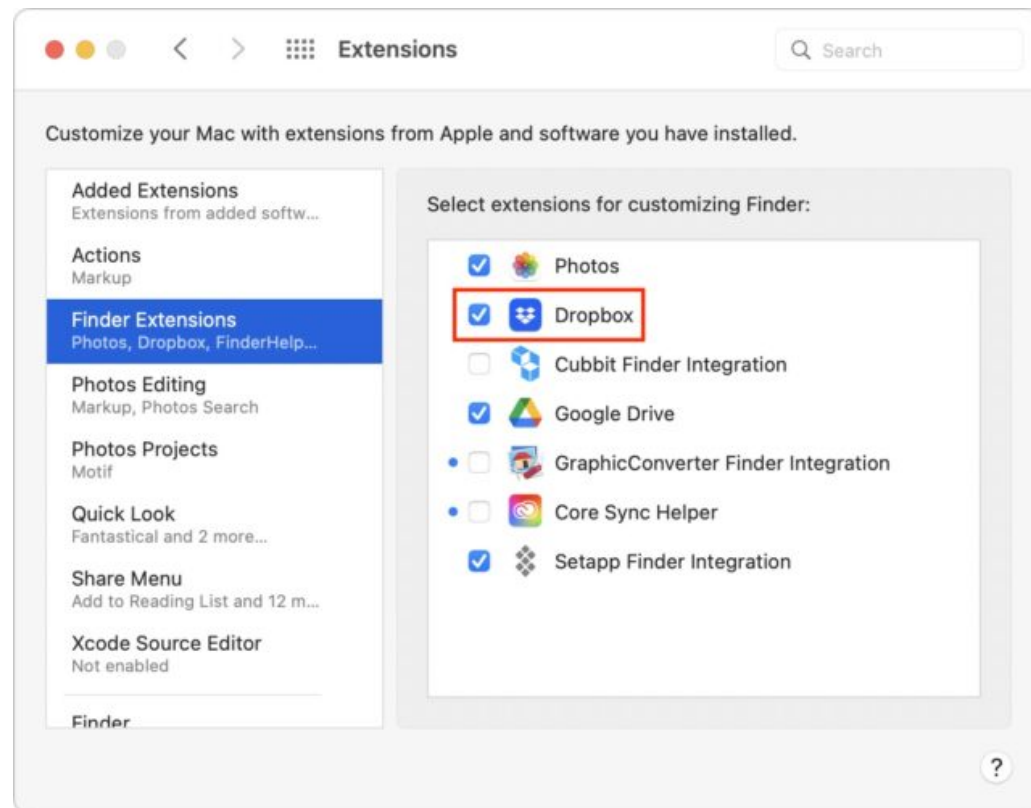 Extensions
Search
Customize your Mac with extensions from Apple and software you have installed.
Added Extensions
Extensions from added softw...
Actions
Markup
Finder Extensions
Photos, Dropbox, FinderHelp...
Photos Editing
Markup, Photos Search
Photos Projects
Motif
Quick Look
Fantastical and 2 more...
Share Menu
Add to Reading List and 12 m...
Xcode Source Editor
Not enabled
Finder
Select extensions for customizing Finder:
Photos
Dropbox
Cubbit Finder Integration
Google Drive
GraphicConverter Finder Integration
Core Sync Helper
Setapp Finder Integration
?